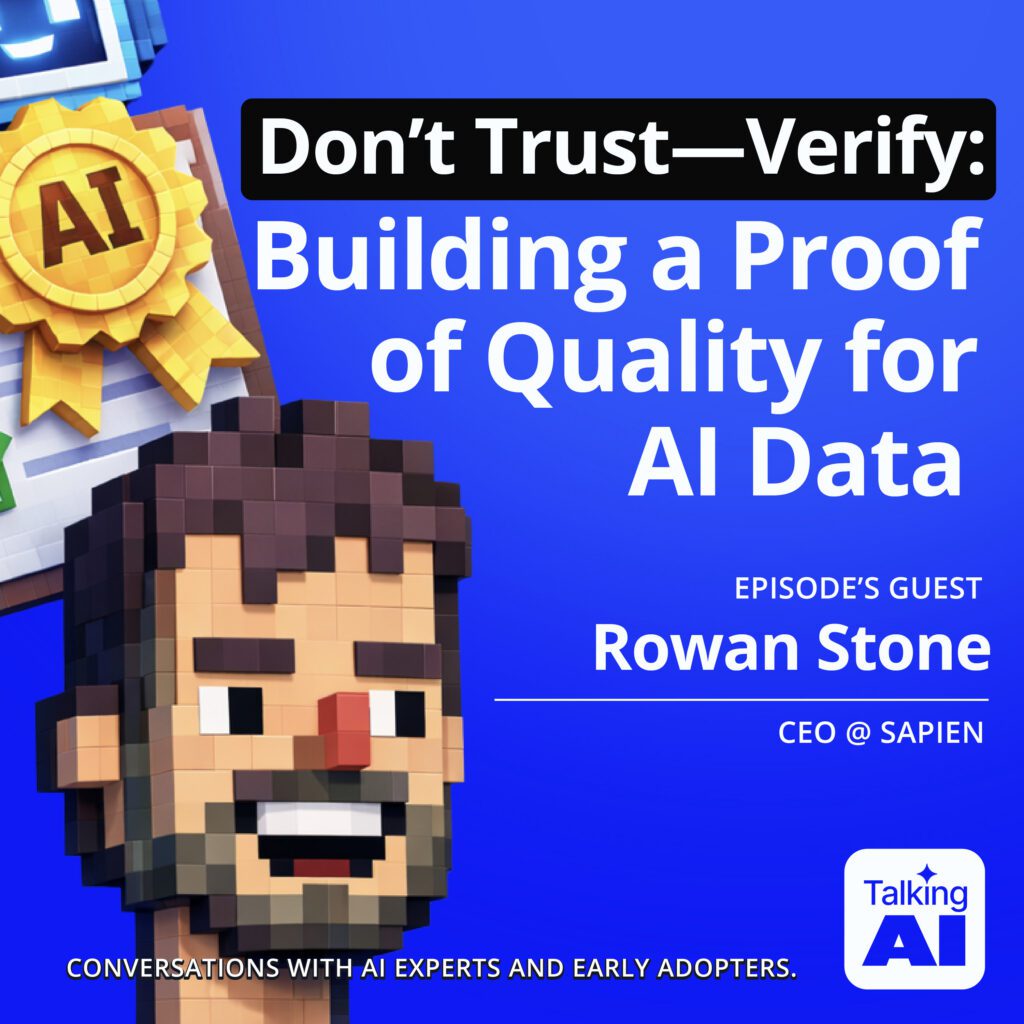 AI
Don’t Trust—Verify:
Building a Proof
of Quality for
AI Data
EPISODE’S GUEST
Rowan Stone
CEO @ SAPIEN
Talking
AI
CONVERSATIONS WITH AI EXPERTS AND EARLY ADOPTERS.